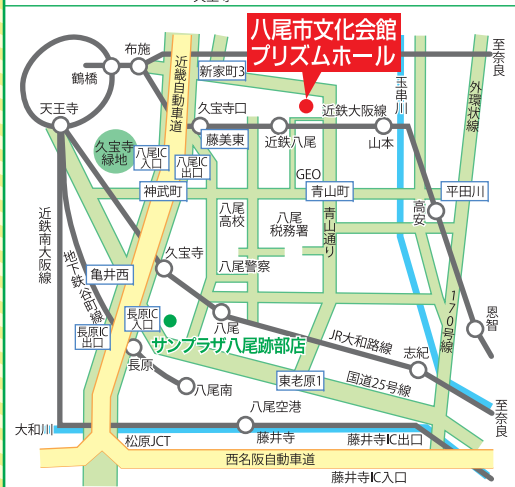 天王寺
八尾市文化会館
プリズムホール
至奈良
布施
鶴橋
新家町3
近畿自動車道
玉串川
外環状線
天王寺
久宝寺口
近鉄大阪線
久宝寺
緑地
八尾IC
入口
八尾IC
出口
藤美東
近鉄八尾
山本
GEO
神武町
青山町
平田川
八尾
高校
八尾
税務署
青山通り
高安
近鉄南大阪線
地下鉄谷町線
久宝寺
八尾警察
亀井西
170号線
恩智
長原IC
入口
長原IC
出口
八尾
サンプラザ八尾跡部店
JR大和路線
志紀
長原
八尾南
東老原1
国道25号線
至奈良
八尾空港
大和川
松原JCT
藤井寺
藤井寺IC出口
西名阪自動車道
藤井寺IC入口